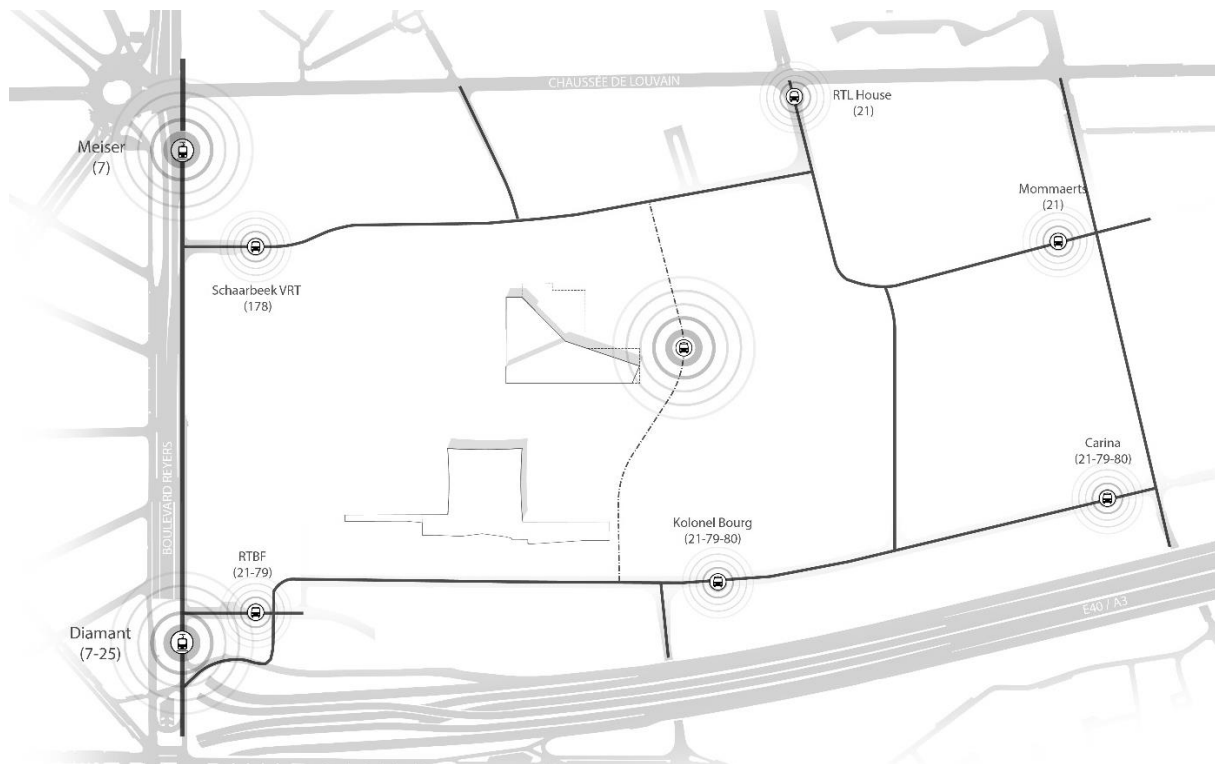 CHAUSSÉE DE LOUVAIN
RTL House
(21)
Meiser
(7)
Mommaerts
(21)
Schaarbeek VRT
(178)
BOULEVARD REYERS
Carina
(21-79-80)
Kolonel Bourg
(21-79-80)
RTBF
(21-79)
E40 / A3
Diamant
(7-25)